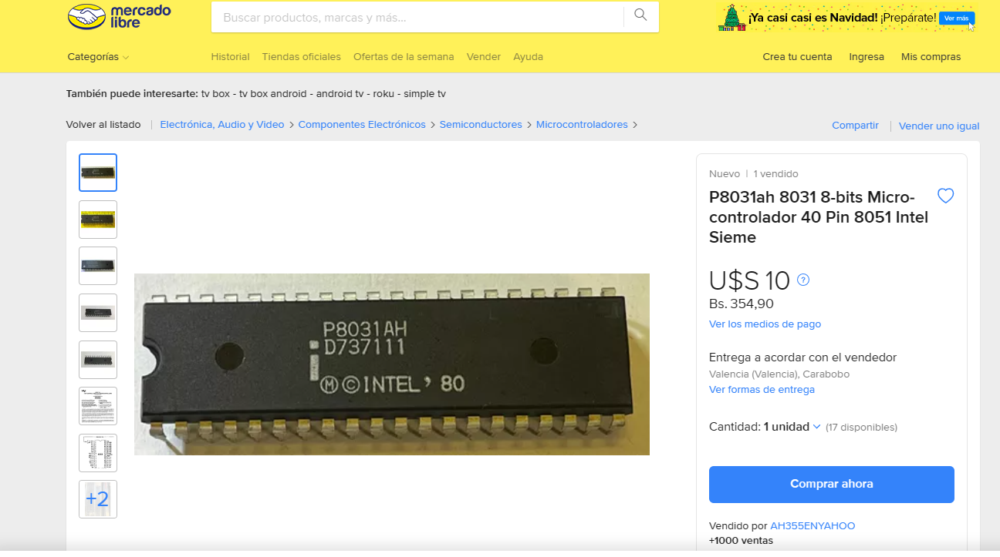 mercado
libre
Buscar productos, marcas y más...
¡Ya casi casi es Navidad! ¡Prepárate!
Ver más
Categorías
Historial
Tiendas oficiales
Ofertas de la semana
Vender
Ayuda
Crea tu cuenta
Ingresa
Mis compras
También puede interesarte: tv box - tv box android - android tv - roku - simple tv
Volver al listado
Electrónica, Audio y Video > Componentes Electrónicos > Semiconductores > Microcontroladores >
Compartir
Vender uno igual
P8031AH
D737111
i
Ⓜ©INTEL '80
+2
Nuevo | 1 vendido
P8031ah 8031 8-bits Micro-
controlador 40 Pin 8051 Intel
Sieme
U$S 10
Bs. 354,90
Ver los medios de pago
Entrega a acordar con el vendedor
Valencia (Valencia), Carabobo
Ver formas de entrega
Cantidad: 1 unidad (17 disponibles)
Comprar ahora
Vendido por AH355ENYAHOO
+1000 ventas